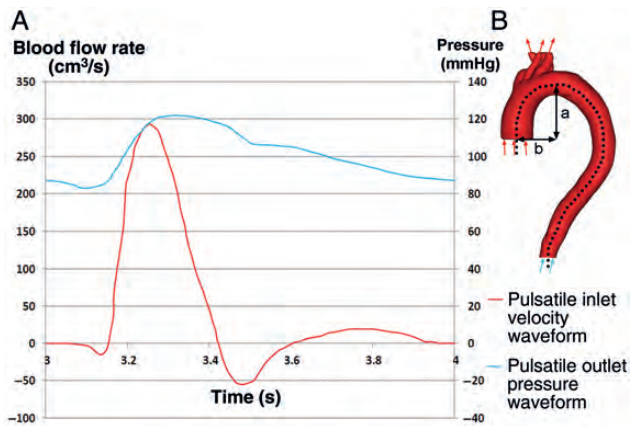 A
B
Blood flow rate
(cm³/s)
Pressure
(mmHg)
350
300
250
200
150
100
50
0
−50
−100
140
120
100
80
60
40
20
0
−20
−40
3
3.2
3.4
3.6
3.8
4
Time (s)
a
b
Pulsatile inlet
velocity
waveform
Pulsatile outlet
pressure
waveform